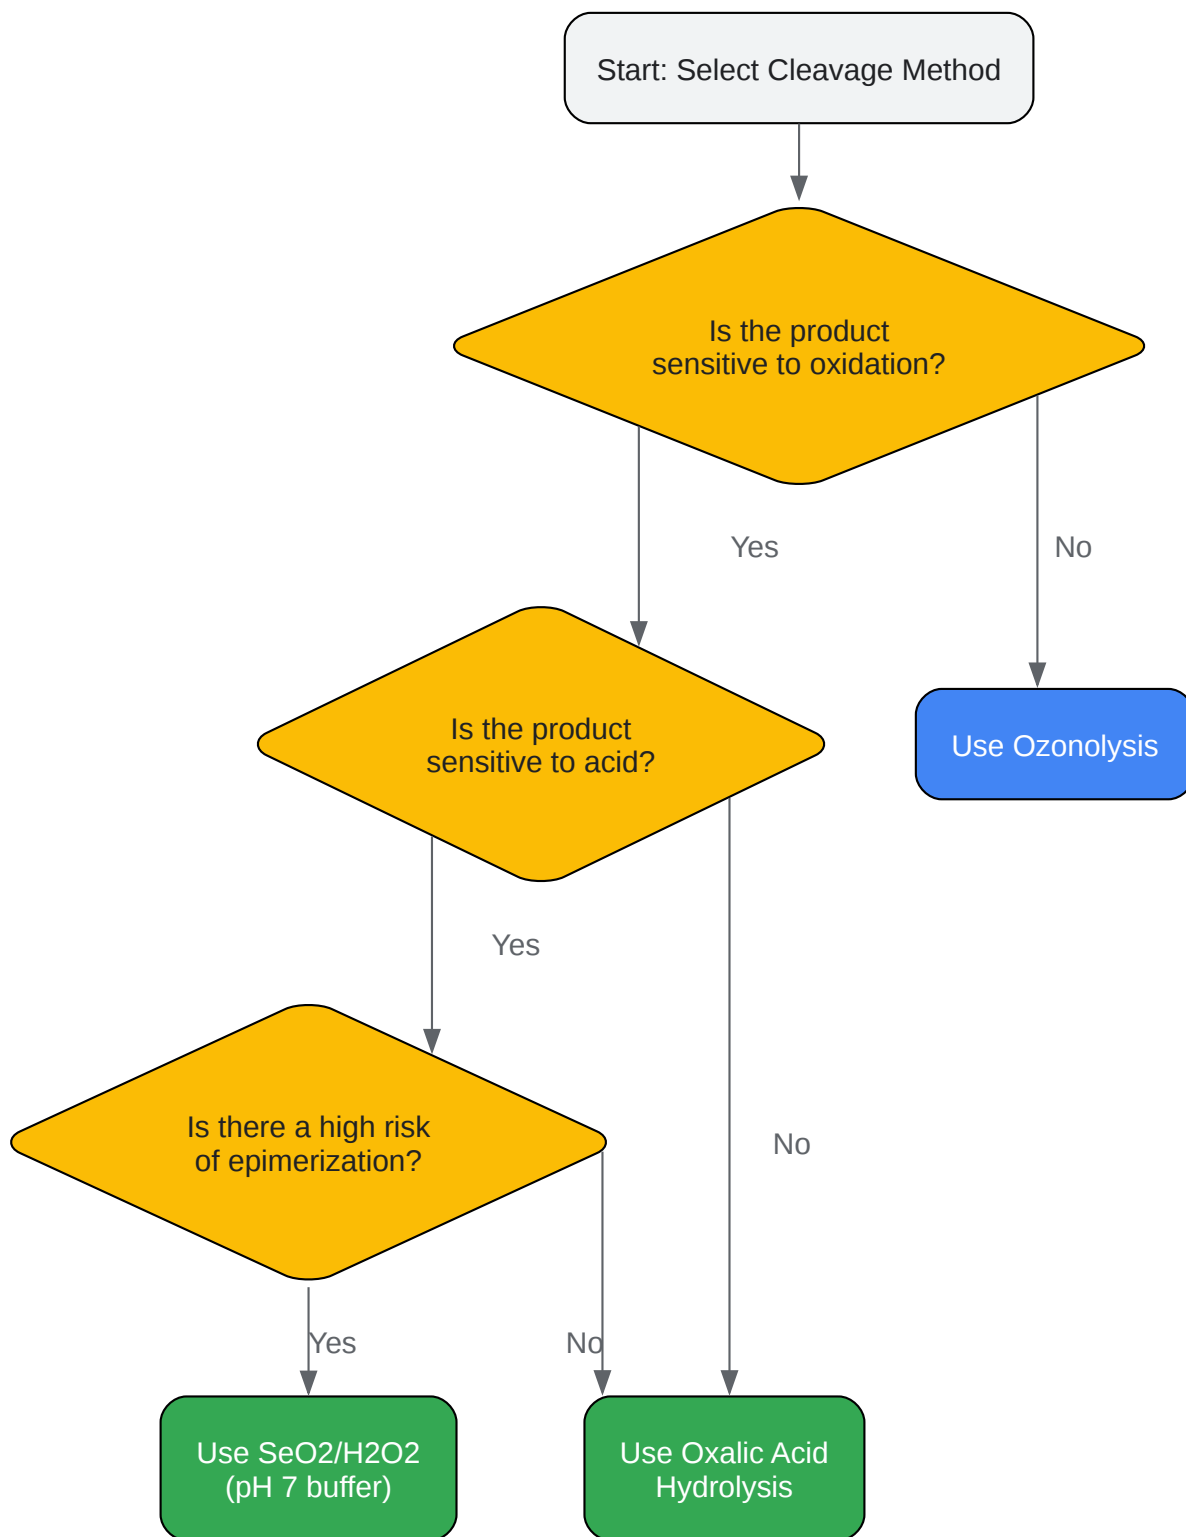 Start: Select Cleavage Method
Is the product
sensitive to oxidation?
Yes
No
Is the product
sensitive to acid?
Use Ozonolysis
Yes
Is there a high risk
of epimerization?
No
Yes
No
Use SeO2/H2O2
(pH 7 buffer)
Use Oxalic Acid
Hydrolysis